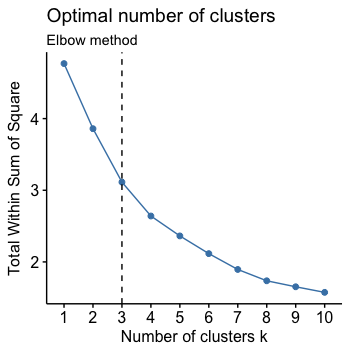 Optimal number of clusters
Elbow method
Total Within Sum of Square
4
3
2
1 2 3 4 5 6 7 8 9 10
Number of clusters k